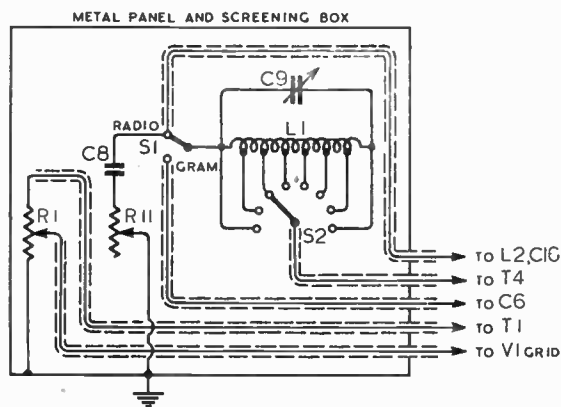 METAL PANEL AND SCREENING BOX
C9
L1
RADIO
S1
C8
GRAM.
R1
R11
S2
TO L2,C16
TO T4
TO C6
TO T1
TO V1 GRID